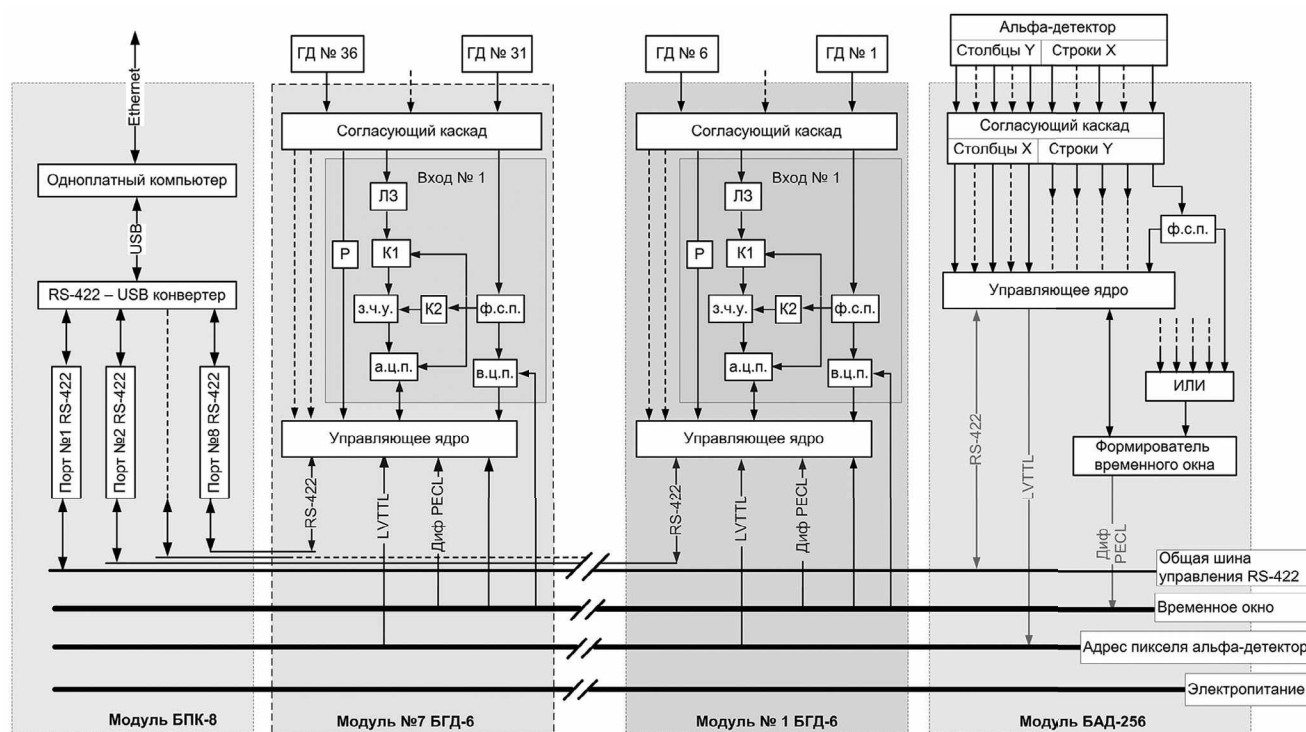 Ethernet
Одноплатный компьютер
USB
RS-422 – USB конвертер
Порт №1 RS-422
Порт №2 RS-422
Порт №8 RS-422
Модуль БПК-8
ГД № 36
ГД № 31
Согласующий каскад
Вход № 1
ЛЗ
Р
К1
з.ч.у.
К2
ф.с.п.
а.ц.п.
в.ц.п.
Управляющее ядро
RS-422
LVTTL
Диф PECL
Модуль №7 БГД-6
ГД № 6
ГД № 1
Согласующий каскад
Вход № 1
ЛЗ
Р
К1
з.ч.у.
К2
ф.с.п.
а.ц.п.
в.ц.п.
Управляющее ядро
RS-422
LVTTL
Диф PECL
Модуль № 1 БГД-6
Альфа-детектор
Столбцы Y
Строки X
Согласующий каскад
Столбцы X
Строки Y
ф.с.п.
Управляющее ядро
ИЛИ
Формирователь
временного окна
RS-422
LVTTL
Диф
PECL
Общая шина
управления RS-422
Временное окно
Адрес пикселя альфа-детектор
Электропитание
Модуль БАД-256